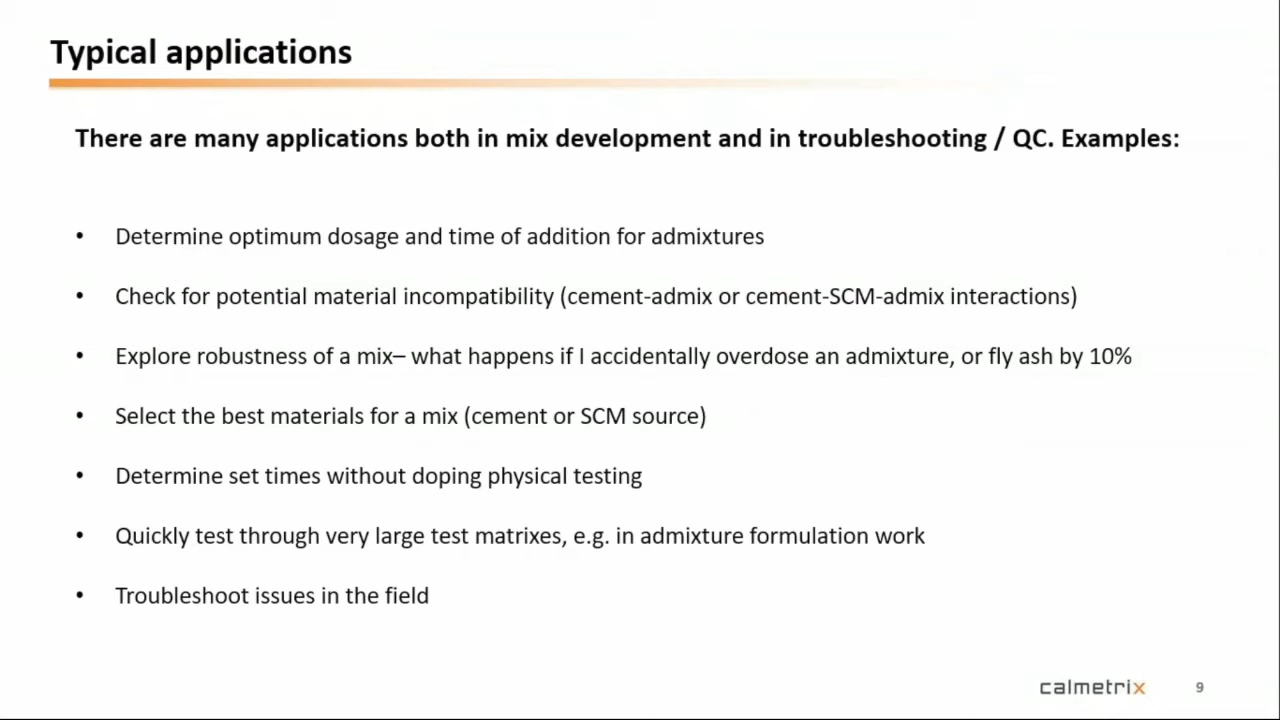 Typical applications
There are many applications both in mix development and in troubleshooting / QC. Examples:
• Determine optimum dosage and time of addition for admixtures
• Check for potential material incompatibility (cement-admix or cement-SCM-admix interactions)
• Explore robustness of a mix– what happens if I accidentally overdose an admixture, or fly ash by 10%
• Select the best materials for a mix (cement or SCM source)
• Determine set times without doping physical testing
• Quickly test through very large test matrixes, e.g. in admixture formulation work
• Troubleshoot issues in the field
calmetrix 9